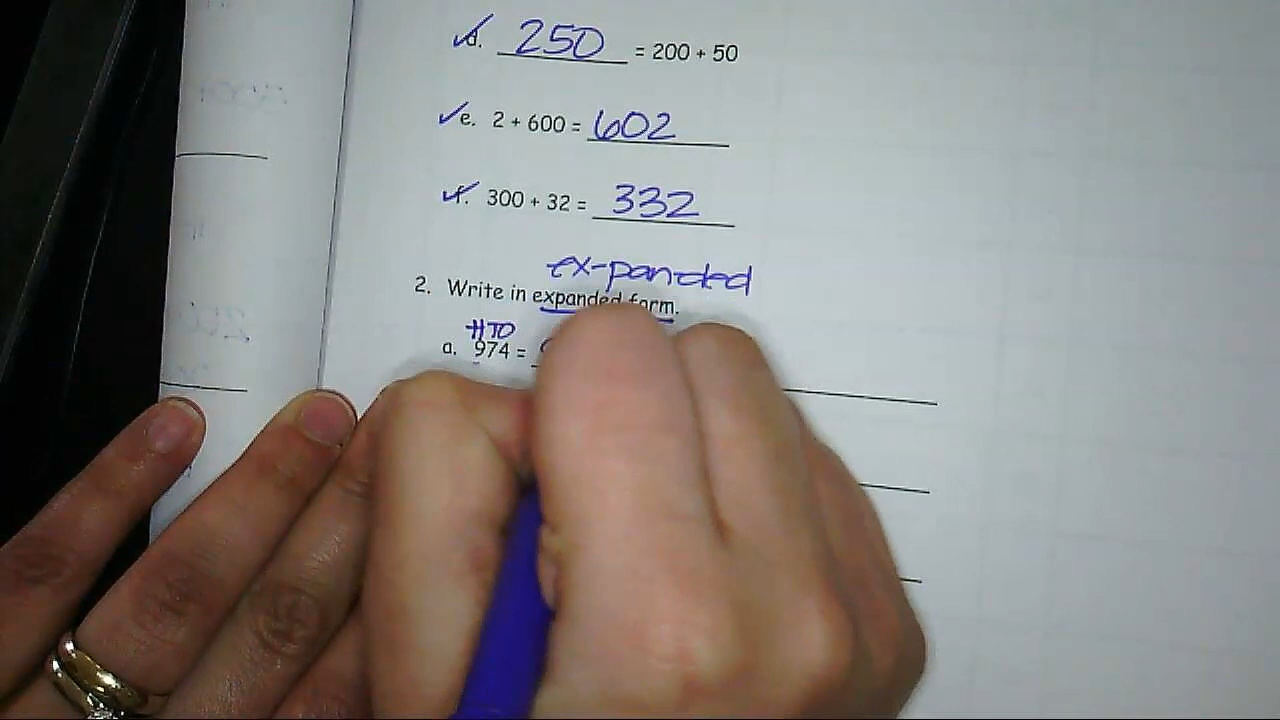 ✓d. 250 = 200 + 50
✓e. 2 + 600 = 602
✓f. 300 + 32 = 332
ex-panded
2. Write in expanded form.
HTO
a. 974 =